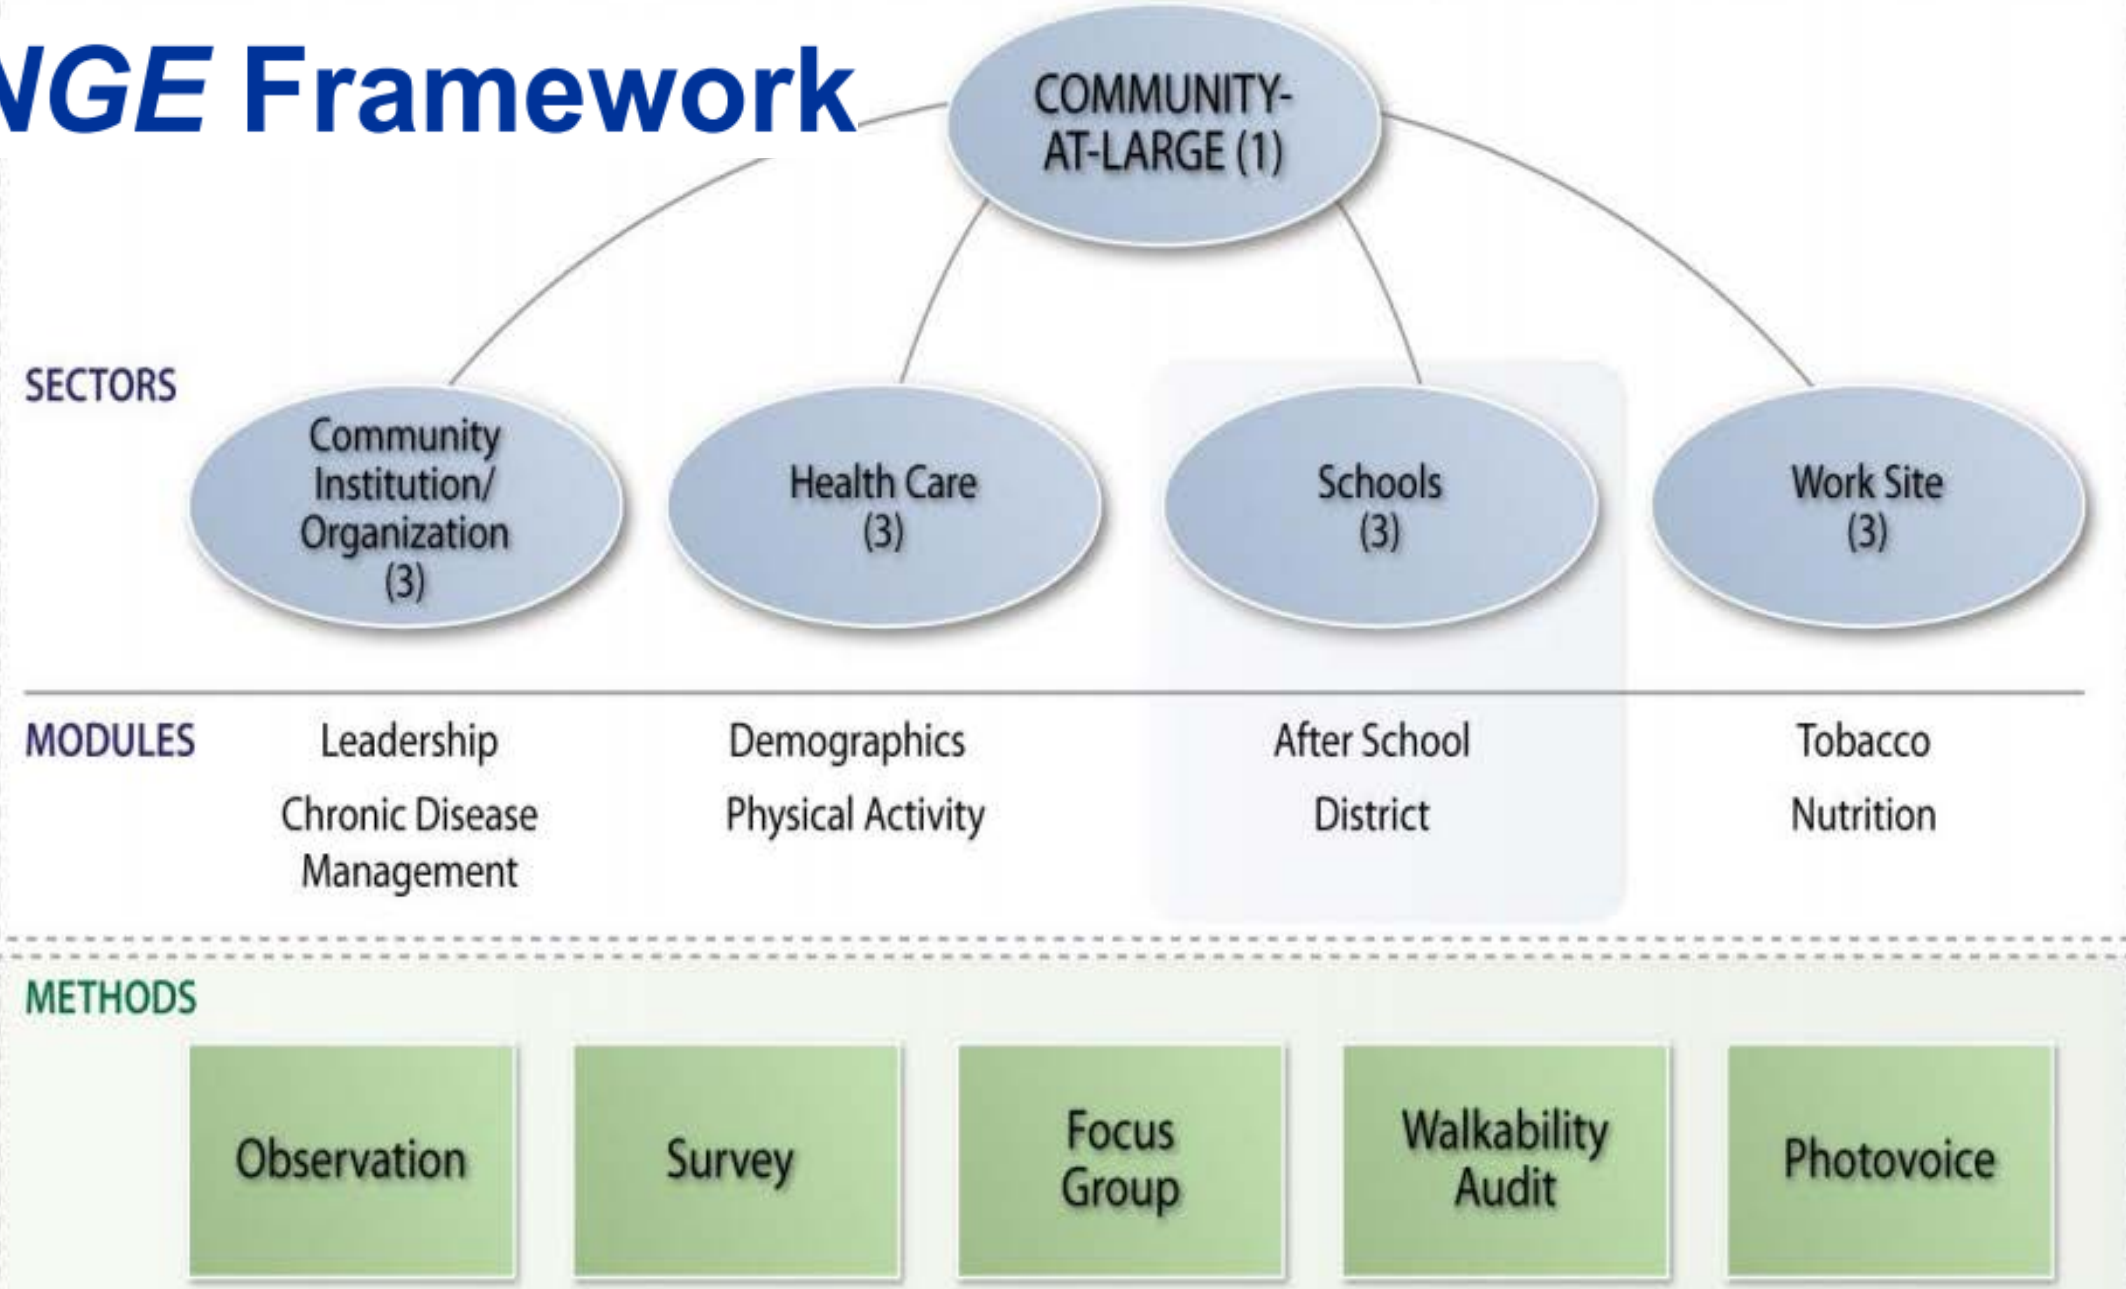 NGE Framework
COMMUNITY-
AT-LARGE (1)
SECTORS
Community
Institution/
Organization
(3)
Health Care
(3)
Schools
(3)
Work Site
(3)
MODULES
Leadership
Demographics
After School
Tobacco
Chronic Disease
Management
Physical Activity
District
Nutrition
METHODS
Observation
Survey
Focus
Group
Walkability
Audit
Photovoice